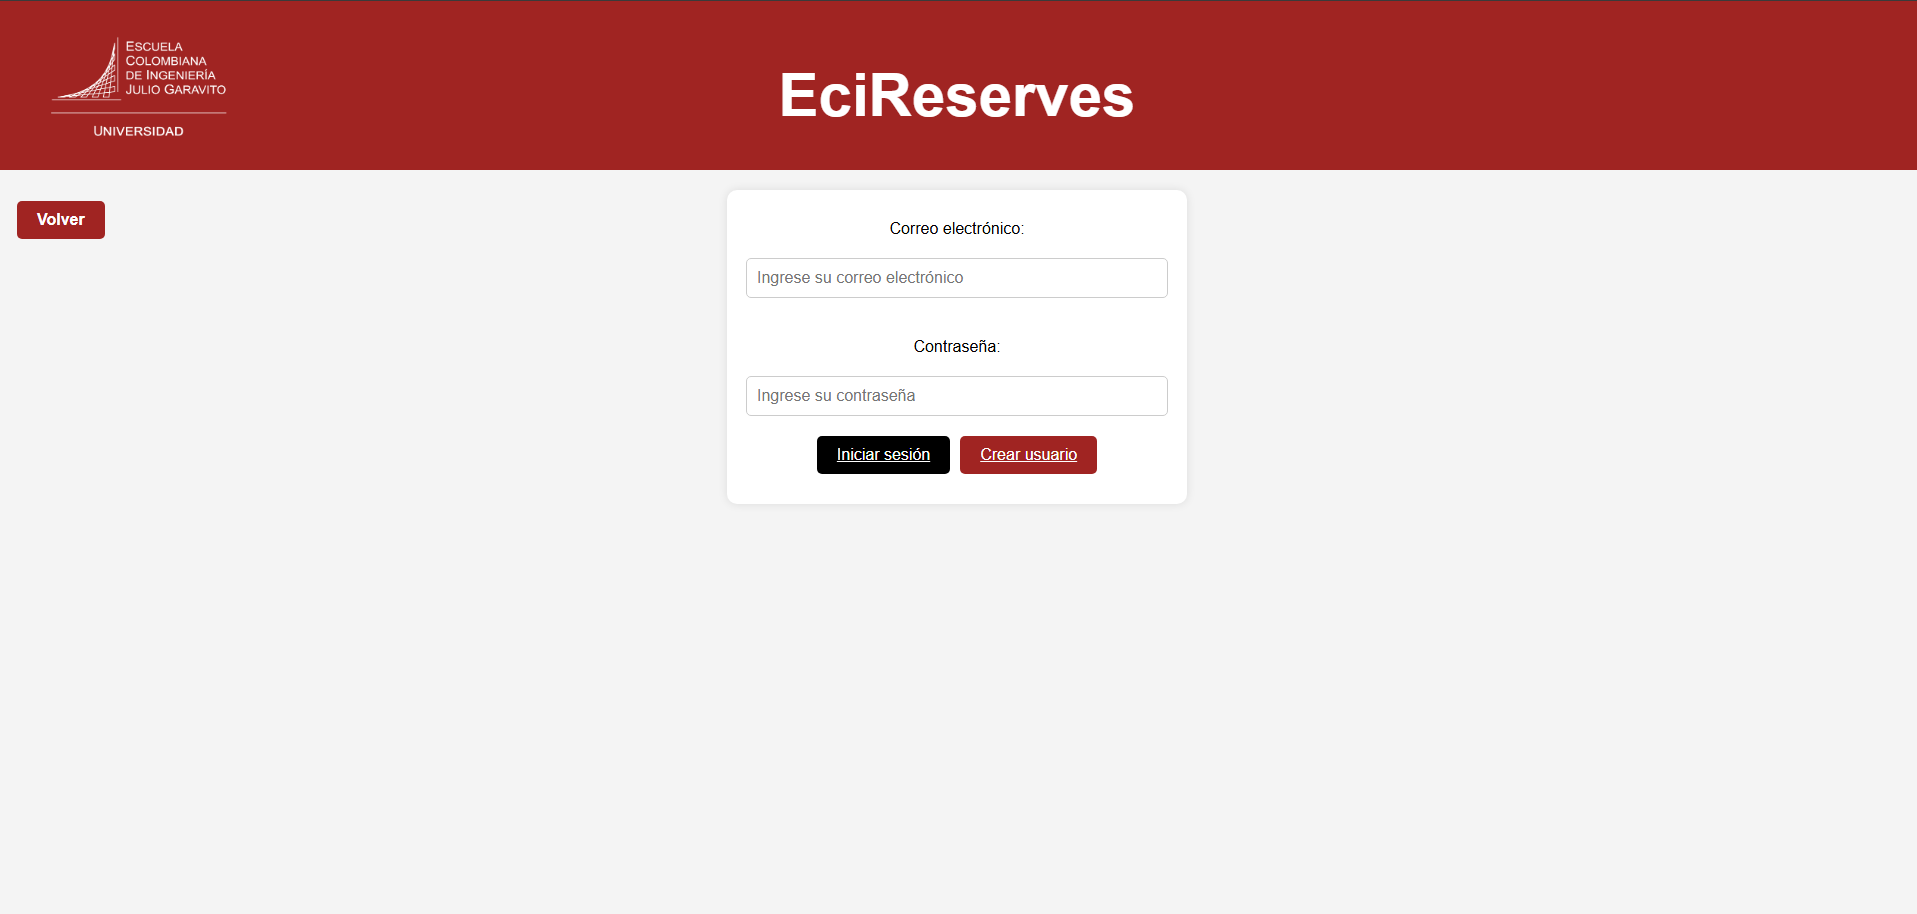 ESCUELA
COLOMBIANA
DE INGENIERÍA
JULIO GARAVITO
UNIVERSIDAD
EciReserves
Volver
Correo electrónico:
Ingrese su correo electrónico
Contraseña:
Ingrese su contraseña
Iniciar sesión Crear usuario